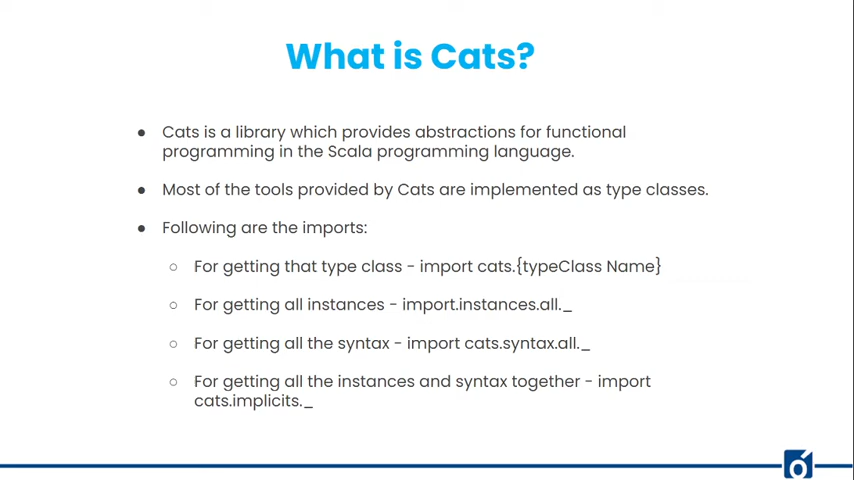 What is Cats?
● Cats is a library which provides abstractions for functional
programming in the Scala programming language.
● Most of the tools provided by Cats are implemented as type classes.
● Following are the imports:
○ For getting that type class - import cats.{typeClass Name}
○ For getting all instances - import.instances.all._
○ For getting all the syntax - import cats.syntax.all._
○ For getting all the instances and syntax together - import
cats.implicits._